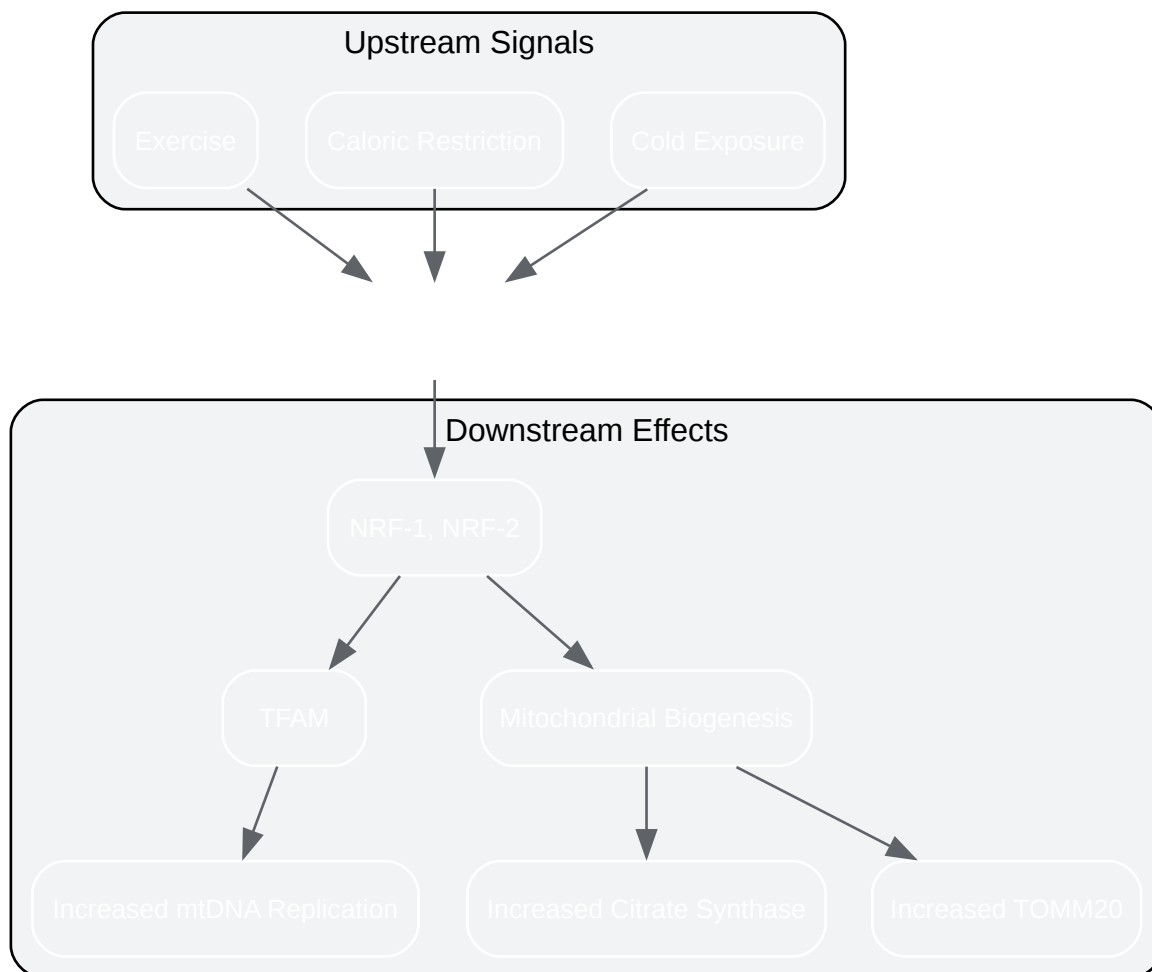 Upstream Signals
Exercise
Caloric Restriction
Cold Exposure
Downstream Effects
NRF-1, NRF-2
TFAM
Mitochondrial Biogenesis
Increased mtDNA Replication
Increased Citrate Synthase
Increased TOMM20